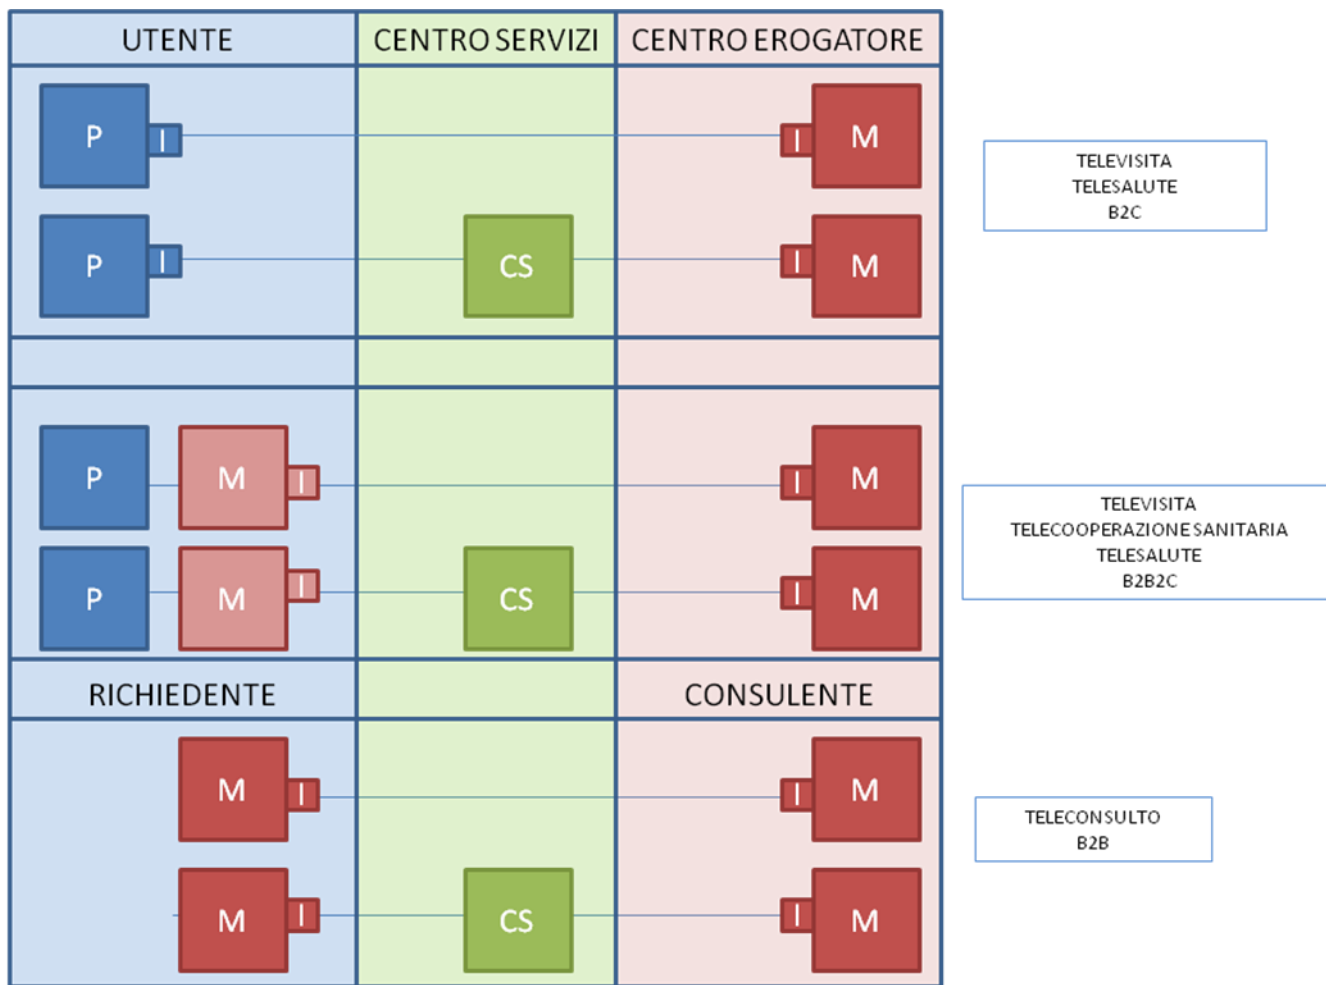 UTENTE CENTRO SERVIZI CENTRO EROGATORE
P I I M
TELEVISITA
TELESALUTE
B2C
P I CS I M
P M I I M
TELEVISITA
TELECOOPERAZIONE SANITARIA
TELESALUTE
B2B2C
P M I CS I M
RICHIEDENTE CONSULENTE
M I I M
TELECONSULTO
B2B
M I CS I M